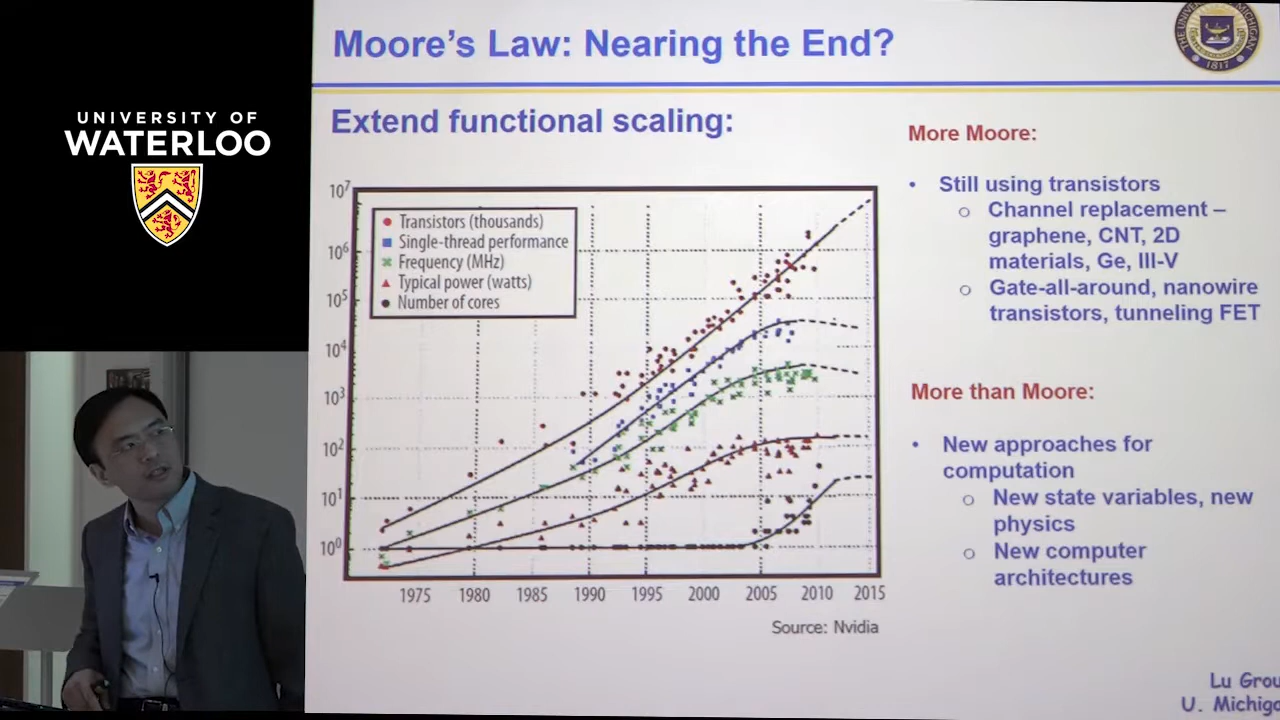 UNIVERSITY OF
WATERLOO
Moore's Law: Nearing the End?
THE UNIVERSITY MICHIGAN
1817
Extend functional scaling:
10⁷
10⁶
10⁵
10⁴
10³
10²
10¹
10⁰
Transistors (thousands)
Single-thread performance
Frequency (MHz)
Typical power (watts)
Number of cores
1975 1980 1985 1990 1995 2000 2005 2010 2015
Source: Nvidia
More Moore:
• Still using transistors
o Channel replacement –
graphene, CNT, 2D
materials, Ge, III-V
o Gate-all-around, nanowire
transistors, tunneling FET
More than Moore:
• New approaches for
computation
o New state variables, new
physics
o New computer
architectures
Lu Grou
U. Michiga